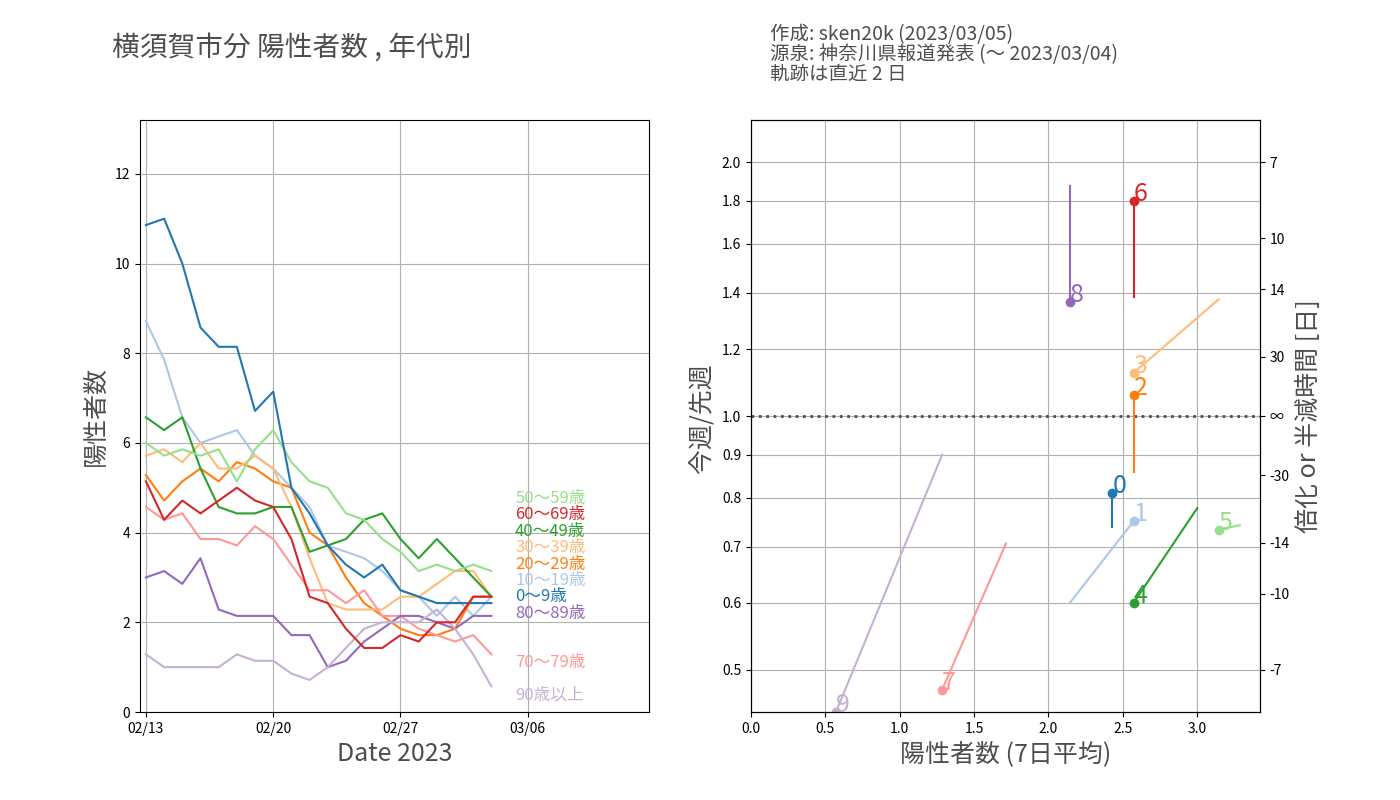 横須賀市分 陽性者数 , 年代別
作成: sken20k (2023/03/05)
源泉: 神奈川県報道発表 (～ 2023/03/04)
軌跡は直近 2 日
陽性者数
12
10
8
6
4
2
0
02/13
02/20
02/27
03/06
Date 2023
50～59歳
60～69歳
40～49歳
30～39歳
20～29歳
10～19歳
0～9歳
80～89歳
70～79歳
90歳以上
今週/先週
2.0
1.8
1.6
1.4
1.2
1.0
0.9
0.8
0.7
0.6
0.5
6
8
3
2
0
1
5
4
7
9
0.0
0.5
1.0
1.5
2.0
2.5
3.0
陽性者数 (7日平均)
7
10
14
30
∞
-30
-14
-10
-7
倍化 or 半減時間 [日]